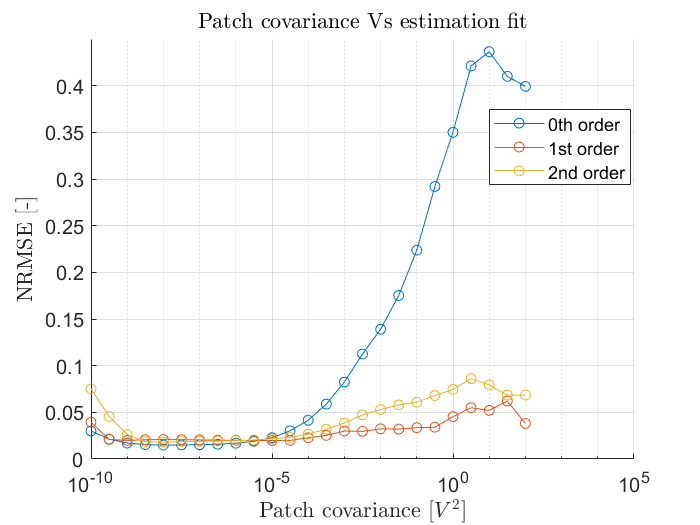 Patch covariance Vs estimation fit
NRMSE [-]
0.4
0.35
0.3
0.25
0.2
0.15
0.1
0.05
0
0th order
1st order
2nd order
10^-10
10^-5
10^0
10^5
Patch covariance [V^2]